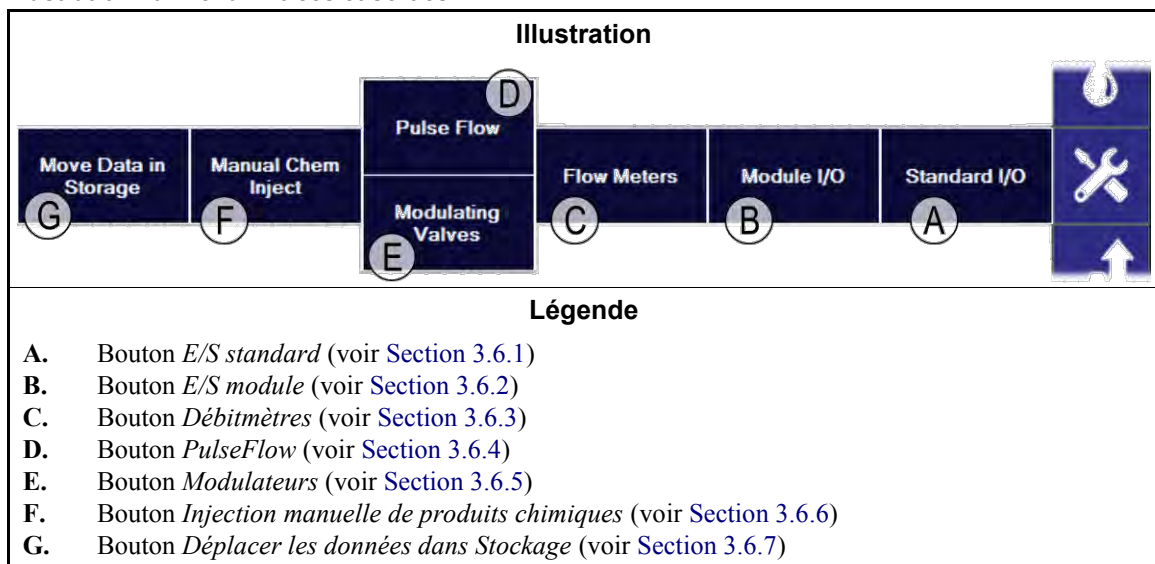 Illustration
D
Pulse Flow
Move Data in
Storage
G
Manual Chem
Inject
F
Modulating
Valves
E
Flow Meters
C
Module I/O
B
Standard I/O
A
Légende
A. Bouton E/S standard (voir Section 3.6.1)
B. Bouton E/S module (voir Section 3.6.2)
C. Bouton Débitmètres (voir Section 3.6.3)
D. Bouton PulseFlow (voir Section 3.6.4)
E. Bouton Modulateurs (voir Section 3.6.5)
F. Bouton Injection manuelle de produits chimiques (voir Section 3.6.6)
G. Bouton Déplacer les données dans Stockage (voir Section 3.6.7)